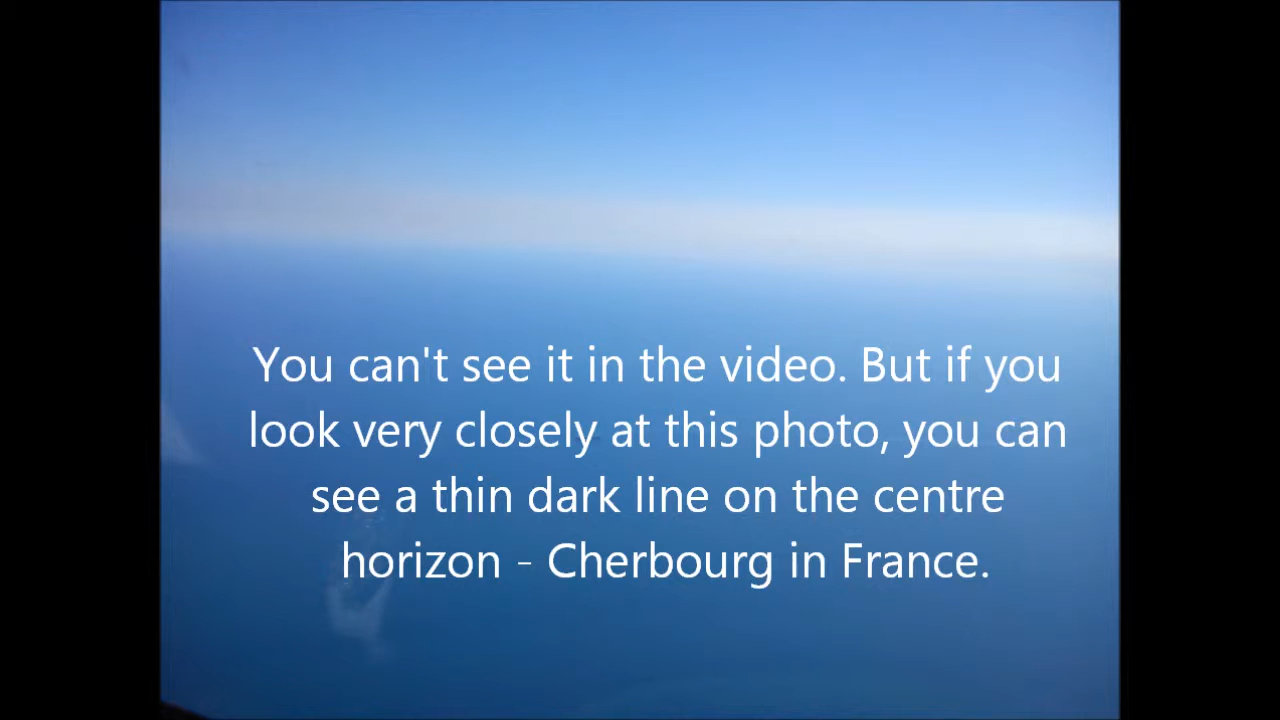 You can't see it in the video. But if you
look very closely at this photo, you can
see a thin dark line on the centre
horizon - Cherbourg in France.